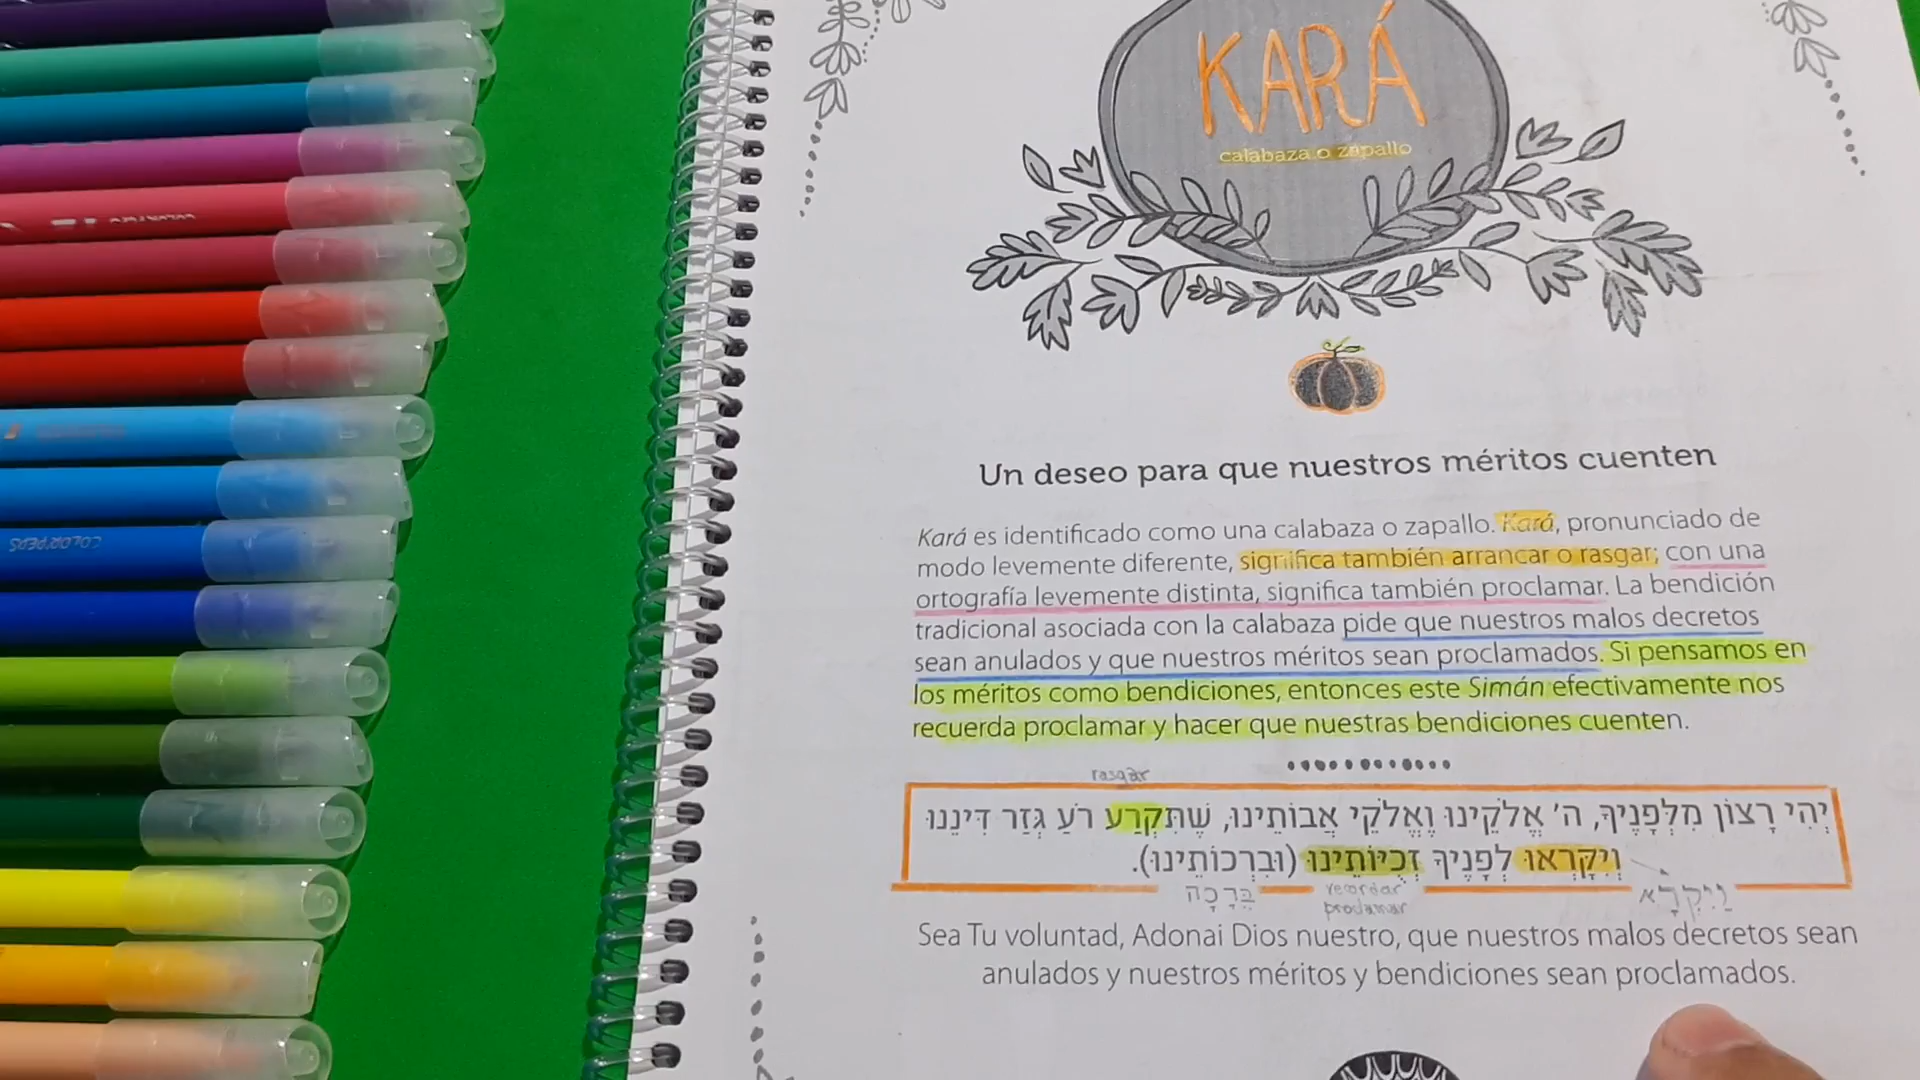 KARÁ
calabaza o zapallo
Un deseo para que nuestros méritos cuenten
Kará es identificado como una calabaza o zapallo. Kará, pronunciado de
modo levemente diferente, significa también arrancar o rasgar; con una
ortografía levemente distinta, significa también proclamar. La bendición
tradicional asociada con la calabaza pide que nuestros malos decretos
sean anulados y que nuestros méritos sean proclamados. Si pensamos en
los méritos como bendiciones, entonces este Simán efectivamente nos
recuerda proclamar y hacer que nuestras bendiciones cuenten.
rasgar
יְהִי רָצוֹן מִלְּפָנֶיךָ, ה' אֱלֹקֵינוּ וֶאֱלֹקֵי אֲבוֹתֵינוּ, שֶׁתִּקְרַע רֹעַ גְּזַר דִּינֵנוּ
וְיִקָּרְאוּ לְפָנֶיךָ זְכֻיּוֹתֵינוּ (וּבִרְכוֹתֵינוּ).
בְּרָכָה recordar וַיִּקְרָא
proclamar
Sea Tu voluntad, Adonai Dios nuestro, que nuestros malos decretos sean
anulados y nuestros méritos y bendiciones sean proclamados.
COLOR'PEPS